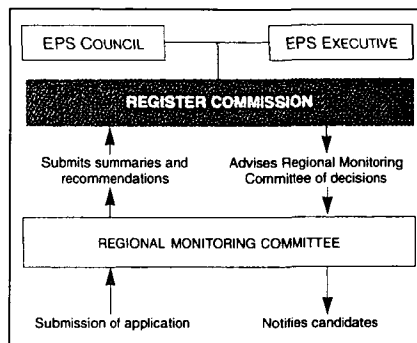 EPS COUNCIL
EPS EXECUTIVE
REGISTER COMMISSION
Submits summaries and
recommendations
Advises Regional Monitoring
Committee of decisions
REGIONAL MONITORING COMMITTEE
Submission of application
Notifies candidates